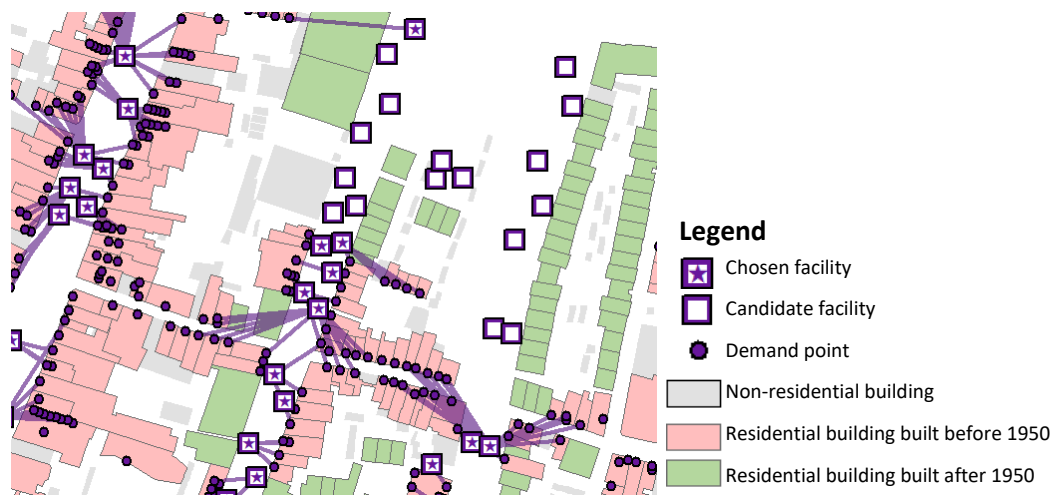 Legend
Chosen facility
Candidate facility
Demand point
Non-residential building
Residential building built before 1950
Residential building built after 1950